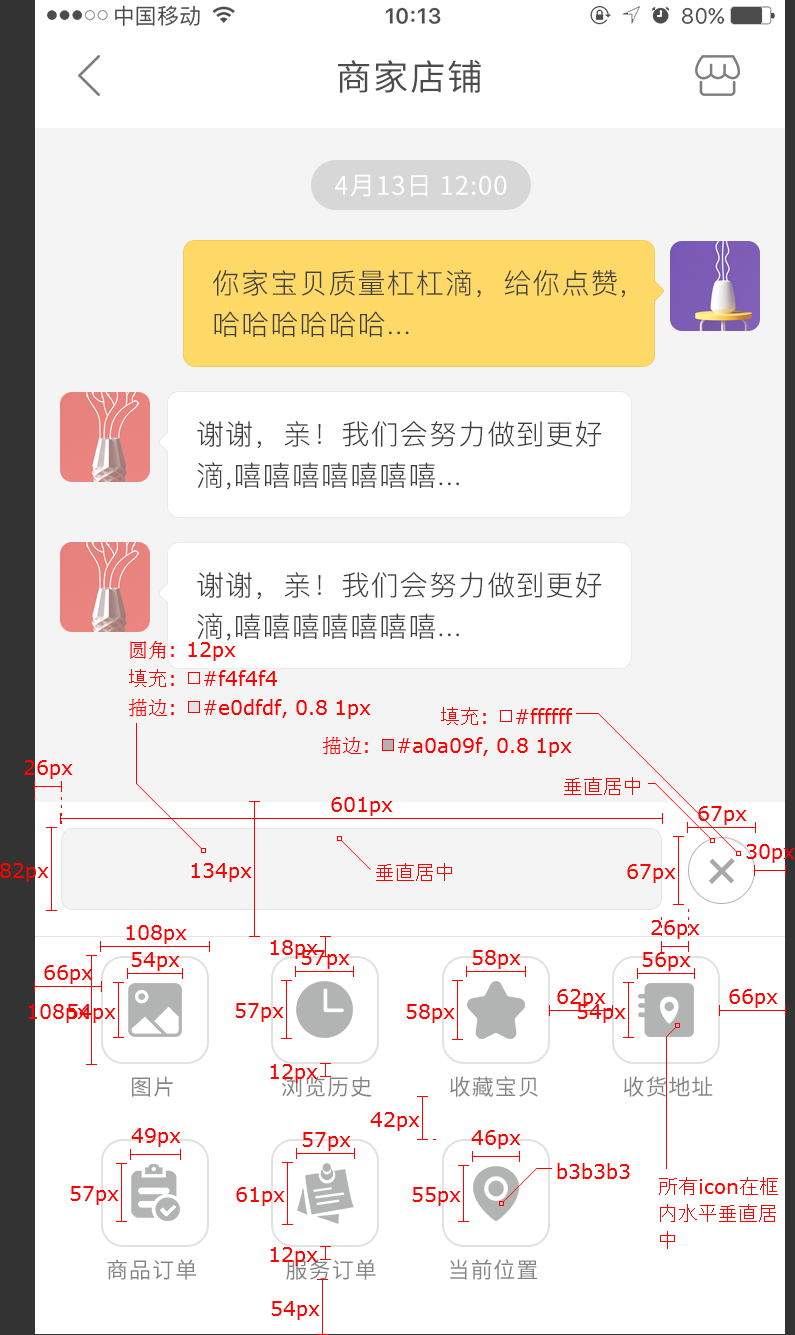 中国移动
10:13
80%
商家店铺
4月13日 12:00
你家宝贝质量杠杠滴，给你点赞，
哈哈哈哈哈哈...
谢谢，亲！我们会努力做到更好
滴,嘻嘻嘻嘻嘻嘻嘻...
谢谢，亲！我们会努力做到更好
滴,嘻嘻嘻嘻嘻嘻嘻...
圆角：12px
填充：#f4f4f4
描边：#e0dfdf, 0.8 1px
填充：#ffffff
描边：#a0a09f, 0.8 1px
26px
垂直居中
601px
67px
82px
134px
垂直居中
67px
30px
26px
108px
18px
66px
54px
57px
58px
56px
108px
54px
57px
58px
62px
54px
66px
12px
图片
浏览历史
收藏宝贝
收货地址
42px
49px
57px
46px
57px
61px
55px
b3b3b3
所有icon在框
内水平垂直居
中
12px
商品订单
服务订单
当前位置
54px